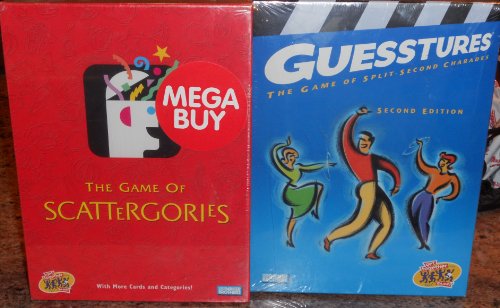 MEGA
BUY
THE GAME OF
SCATTERGORIES
With More Cards and Categories!
GUESSTURES
THE GAME OF SPLIT-SECOND CHARADES
SECOND EDITION